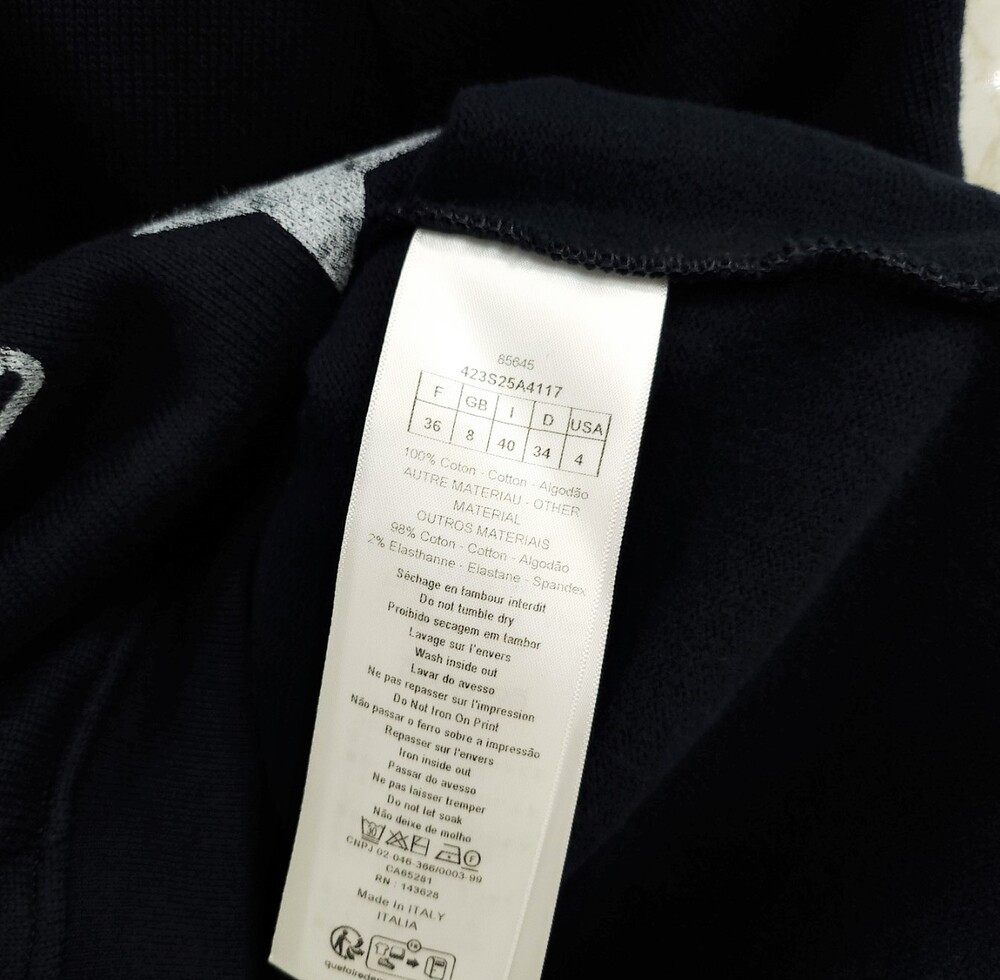 85645
423S25A4117
F GB I D USA
36 8 40 34 4
100% Coton - Cotton - Algodão
AUTRE MATERIAU - OTHER
MATERIAL
OUTROS MATERIAIS
98% Coton - Cotton - Algodão
2% Elasthanne - Elastane - Spandex
Séchage en tambour interdit
Do not tumble dry
Proibido secagem em tambor
Lavage sur l'envers
Wash inside out
Lavar do avesso
Ne pas repasser sur l'impression
Do Not Iron On Print
Não passar o ferro sobre a impressão
Repasser sur l'envers
Iron inside out
Passar do avesso
Ne pas laisser tremper
Do not let soak
Não deixe de molho
30 F
CNPJ 02 046-366/0003-99
CA65281
RN : 143628
Made in ITALY
ITALIA
FR